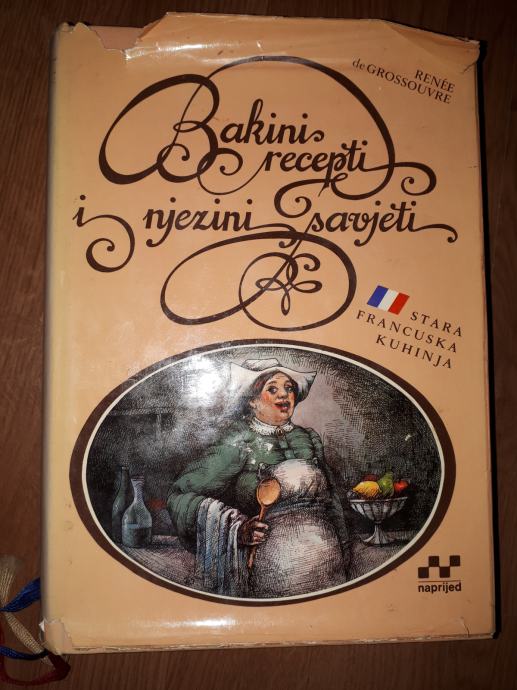 RENÉE
de GROSSOUVRE
Bakini
recepti
i njezini savjeti
STARA
FRANCUSKA
KUHINJA
naprijed